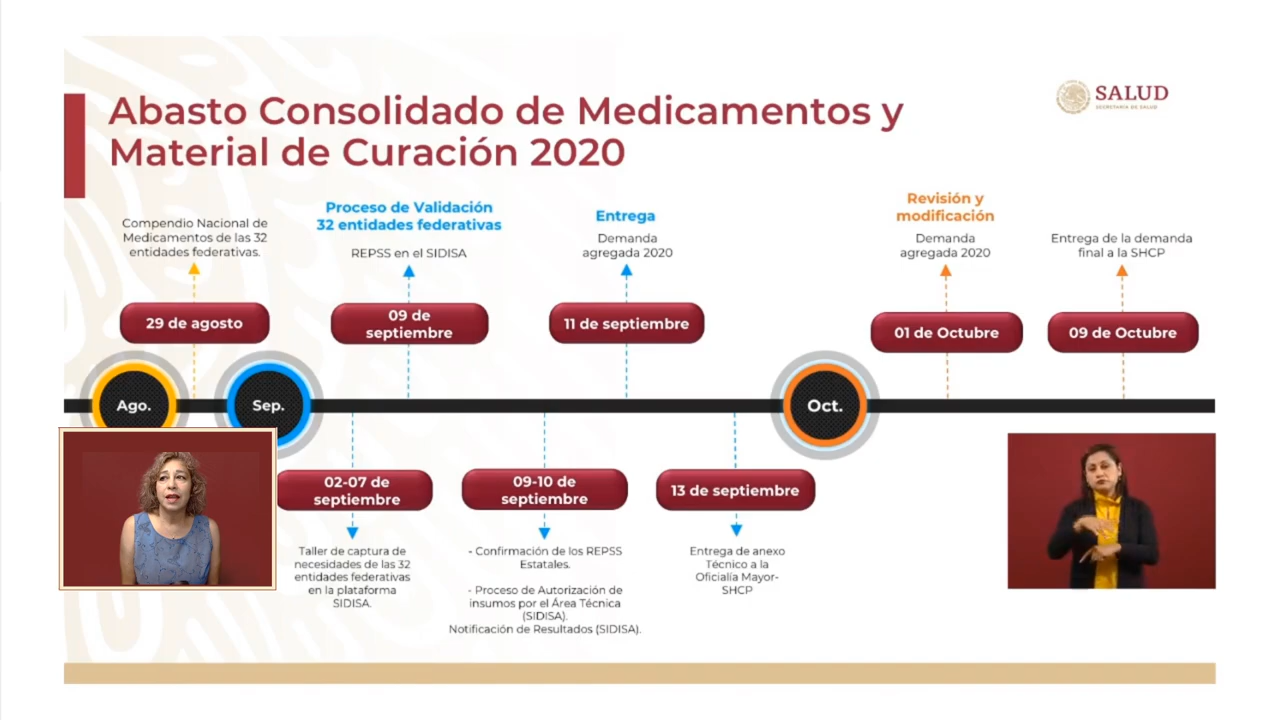 Abasto Consolidado de Medicamentos y
Material de Curación 2020
SALUD
SECRETARÍA DE SALUD
Compendio Nacional de
Medicamentos de las 32
entidades federativas.
29 de agosto
Proceso de Validación
32 entidades federativas
REPSS en el SIDISA
09 de
septiembre
Entrega
Demanda
agregada 2020
11 de septiembre
Revisión y
modificación
Demanda
agregada 2020
01 de Octubre
Entrega de la demanda
final a la SHCP
09 de Octubre
Ago.
Sep.
Oct.
02-07 de
septiembre
Taller de captura de
necesidades de las 32
entidades federativas
en la plataforma
SIDISA.
09-10 de
septiembre
- Confirmación de los REPSS
Estatales.
- Proceso de Autorización de
insumos por el Área Técnica
(SIDISA).
Notificación de Resultados (SIDISA).
13 de septiembre
Entrega de anexo
Técnico a la
Oficialía Mayor-
SHCP